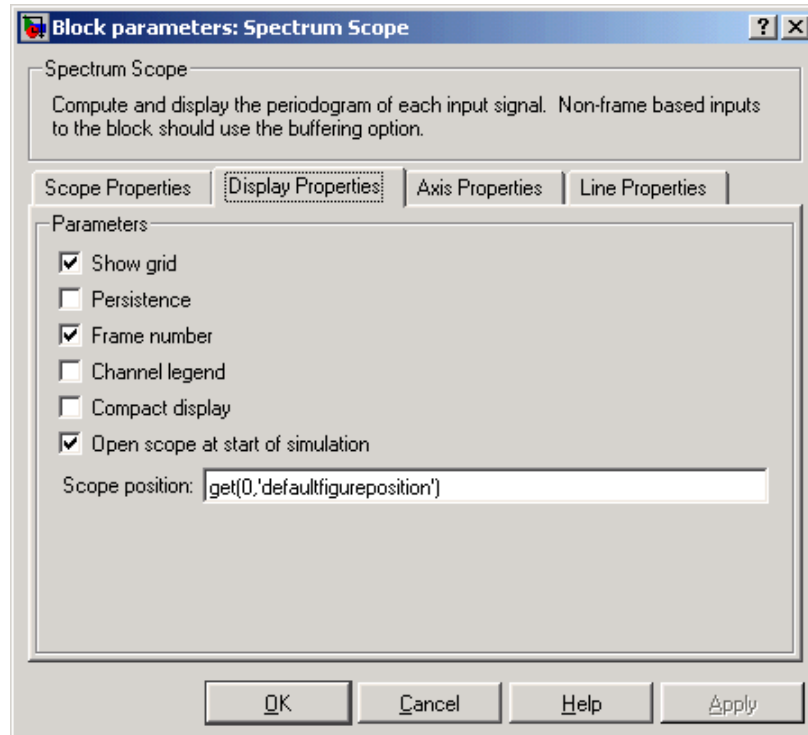 Block parameters: Spectrum Scope
Spectrum Scope
Compute and display the periodogram of each input signal. Non-frame based inputs
to the block should use the buffering option.
Scope Properties Display Properties Axis Properties Line Properties
Parameters
Show grid
Persistence
Frame number
Channel legend
Compact display
Open scope at start of simulation
Scope position: get(0,'defaultfigureposition')
OK Cancel Help Apply